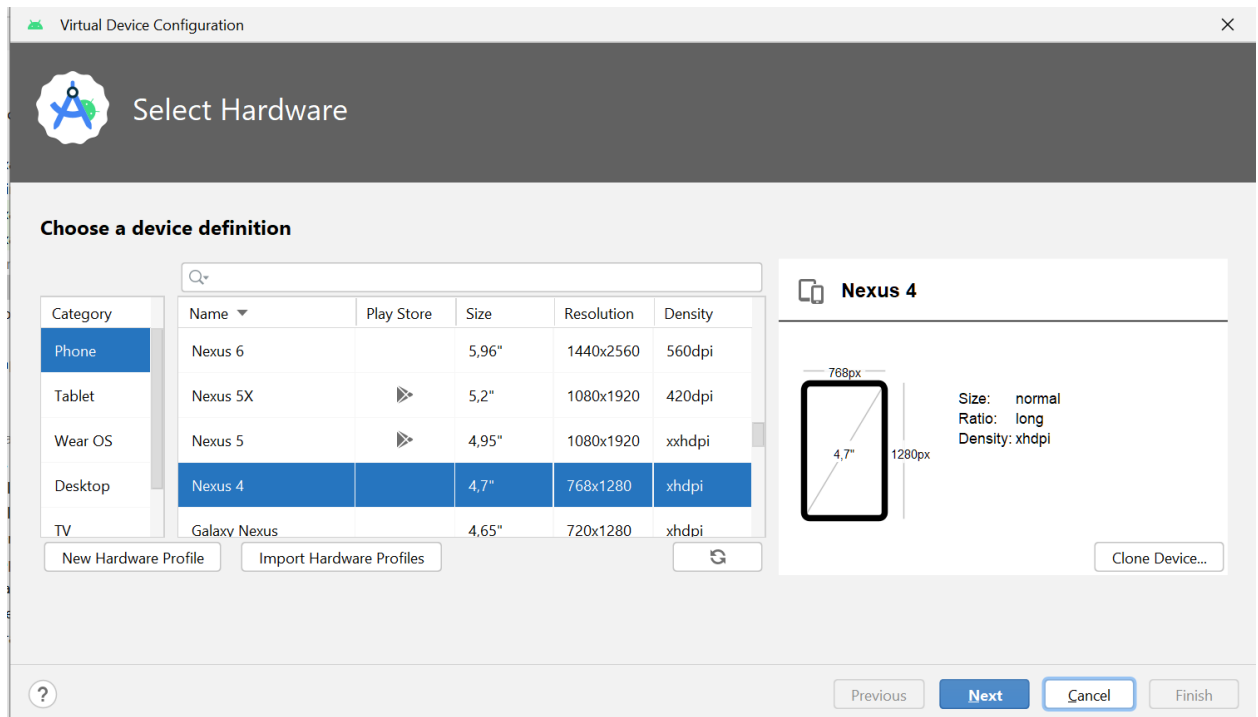 Virtual Device Configuration
Select Hardware
Choose a device definition
Category
Phone
Tablet
Wear OS
Desktop
TV
Name Play Store Size Resolution Density
Nexus 6 5,96" 1440x2560 560dpi
Nexus 5X 5,2" 1080x1920 420dpi
Nexus 5 4,95" 1080x1920 xxhdpi
Nexus 4 4,7" 768x1280 xhdpi
Galaxy Nexus 4,65" 720x1280 xhdpi
New Hardware Profile Import Hardware Profiles
Nexus 4
768px
4,7"
1280px
Size: normal
Ratio: long
Density: xhdpi
Clone Device...
? Previous Next Cancel Finish